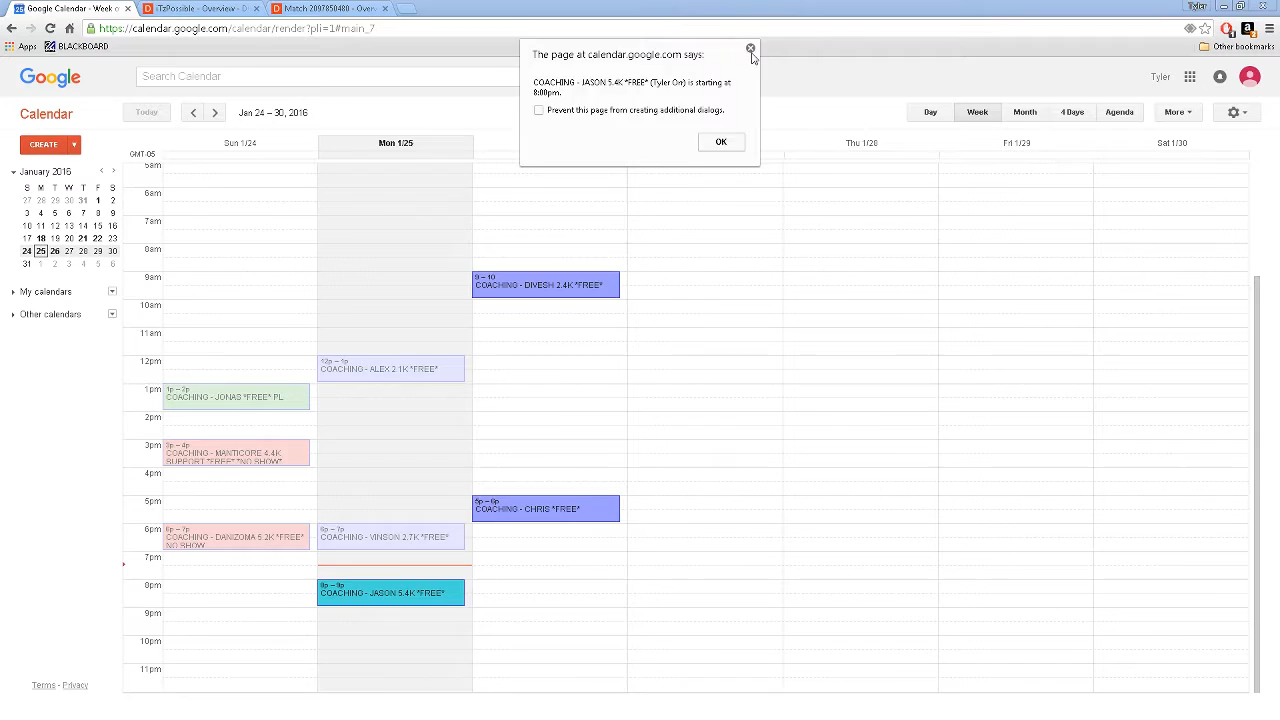 Google Calendar - Week o
iTzPossible - Overview - D
Match 2097850480 - Overv
Tyler
https://calendar.google.com/calendar/render?pli=1#main_7
Apps
BLACKBOARD
Other bookmarks
The page at calendar.google.com says:
COACHING - JASON 5.4K *FREE* (Tyler Orr) is starting at
8:00pm.
Prevent this page from creating additional dialogs.
OK
Google
Search Calendar
Tyler
Calendar
Today
Jan 24 – 30, 2016
Day
Week
Month
4 Days
Agenda
More
CREATE
January 2016
S M T W T F S
27 28 29 30 31 1 2
3 4 5 6 7 8 9
10 11 12 13 14 15 16
17 18 19 20 21 22 23
24 25 26 27 28 29 30
31 1 2 3 4 5 6
My calendars
Other calendars
GMT-05
Sun 1/24
Mon 1/25
Thu 1/28
Fri 1/29
Sat 1/30
5am
6am
7am
8am
9am
9 – 10
COACHING - DIVESH 2.4K *FREE*
10am
11am
12pm
12p – 1p
COACHING - ALEX 2.1K *FREE*
1pm
1p – 2p
COACHING - JONAS *FREE* PL
2pm
3pm
3p – 4p
COACHING - MANTICORE 4.4K
SUPPORT *FREE* *NO SHOW*
4pm
5pm
5p – 6p
COACHING - CHRIS *FREE*
6pm
6p – 7p
COACHING - DANIZOMA 5.2K *FREE*
NO SHOW
6p – 7p
COACHING - VINSON 2.7K *FREE*
7pm
8pm
8p – 9p
COACHING - JASON 5.4K *FREE*
9pm
10pm
11pm
Terms - Privacy